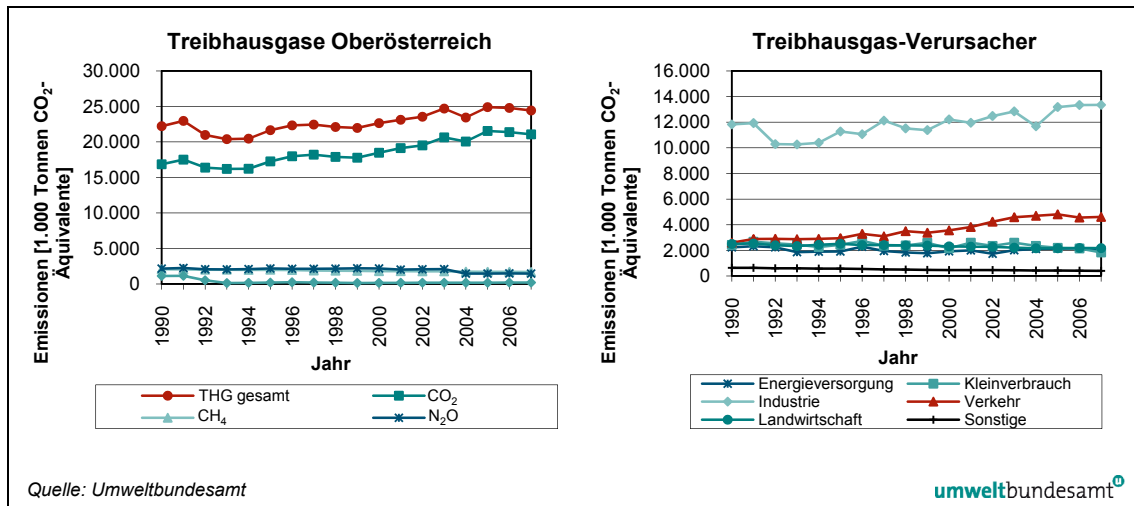 Treibhausgase Oberösterreich
Emissionen [1.000 Tonnen CO₂-
Äquivalente]
30.000
25.000
20.000
15.000
10.000
5.000
0
1990
1992
1994
1996
1998
2000
2002
2004
2006
Jahr
THG gesamt
CO₂
CH₄
N₂O
Treibhausgas-Verursacher
Emissionen [1.000 Tonnen CO₂-
Äquivalente]
16.000
14.000
12.000
10.000
8.000
6.000
4.000
2.000
0
1990
1992
1994
1996
1998
2000
2002
2004
2006
Jahr
Energieversorgung
Kleinverbrauch
Industrie
Verkehr
Landwirtschaft
Sonstige
Quelle: Umweltbundesamt
umweltbundesamt u